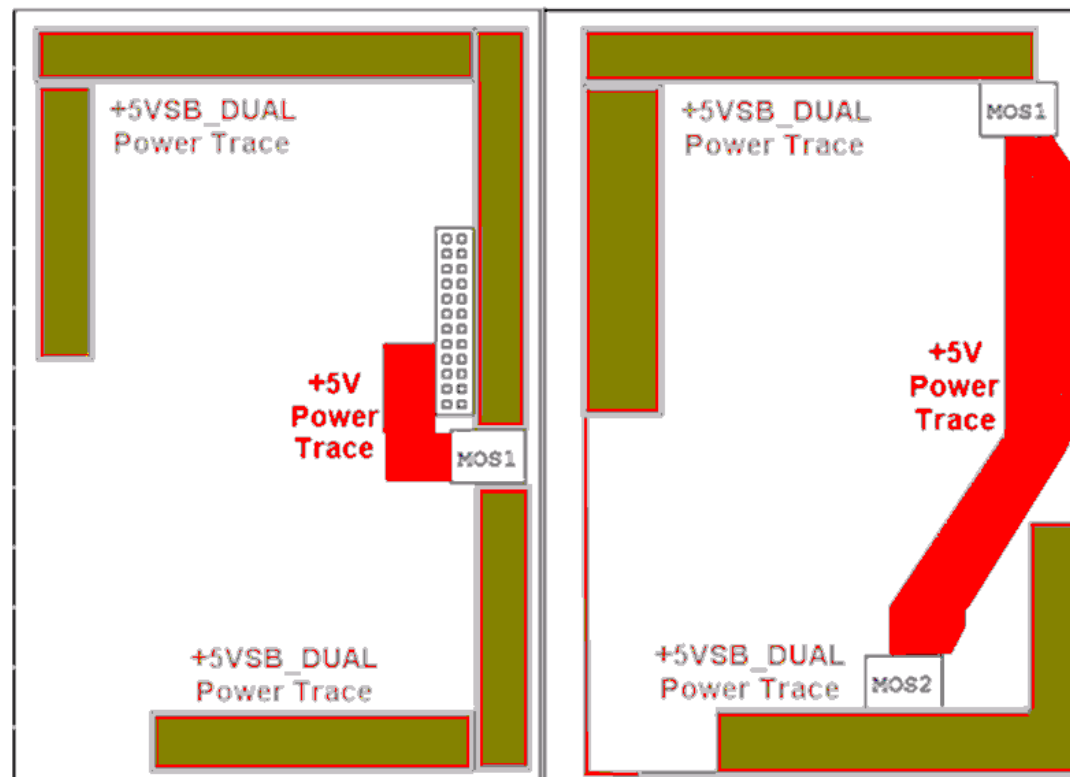 +5VSB_DUAL
Power Trace
+5V
Power
Trace
MOS1
+5VSB_DUAL
Power Trace
+5VSB_DUAL
Power Trace
MOS1
+5V
Power
Trace
+5VSB_DUAL
Power Trace
MOS2